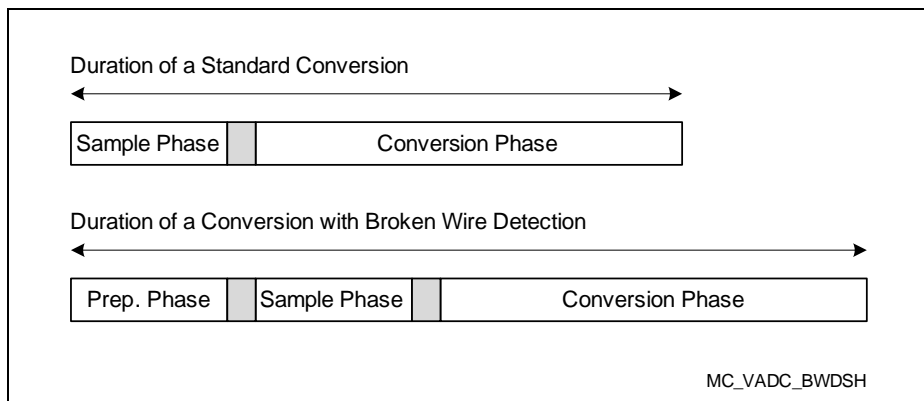 Duration of a Standard Conversion
Sample Phase Conversion Phase
Duration of a Conversion with Broken Wire Detection
Prep. Phase Sample Phase Conversion Phase
MC_VADC_BWDSH